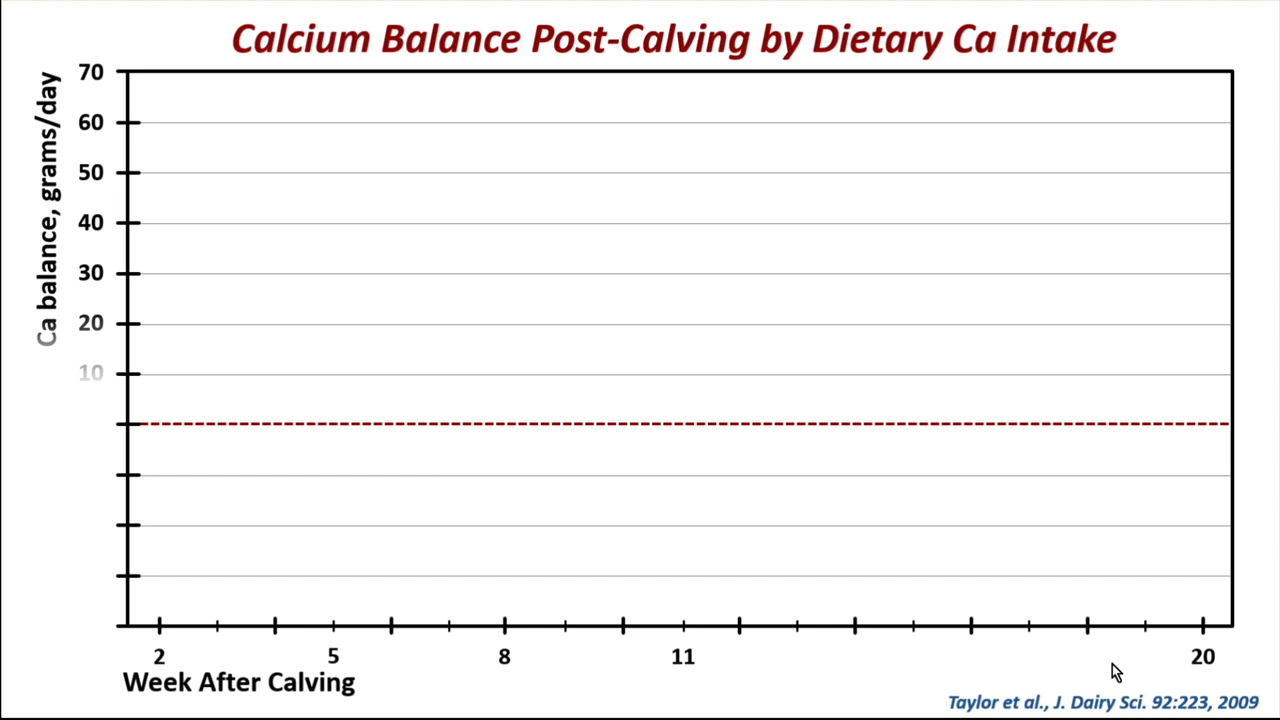 Calcium Balance Post-Calving by Dietary Ca Intake
Ca balance, grams/day
70
60
50
40
30
20
10
2 5 8 11 20
Week After Calving
Taylor et al., J. Dairy Sci. 92:223, 2009